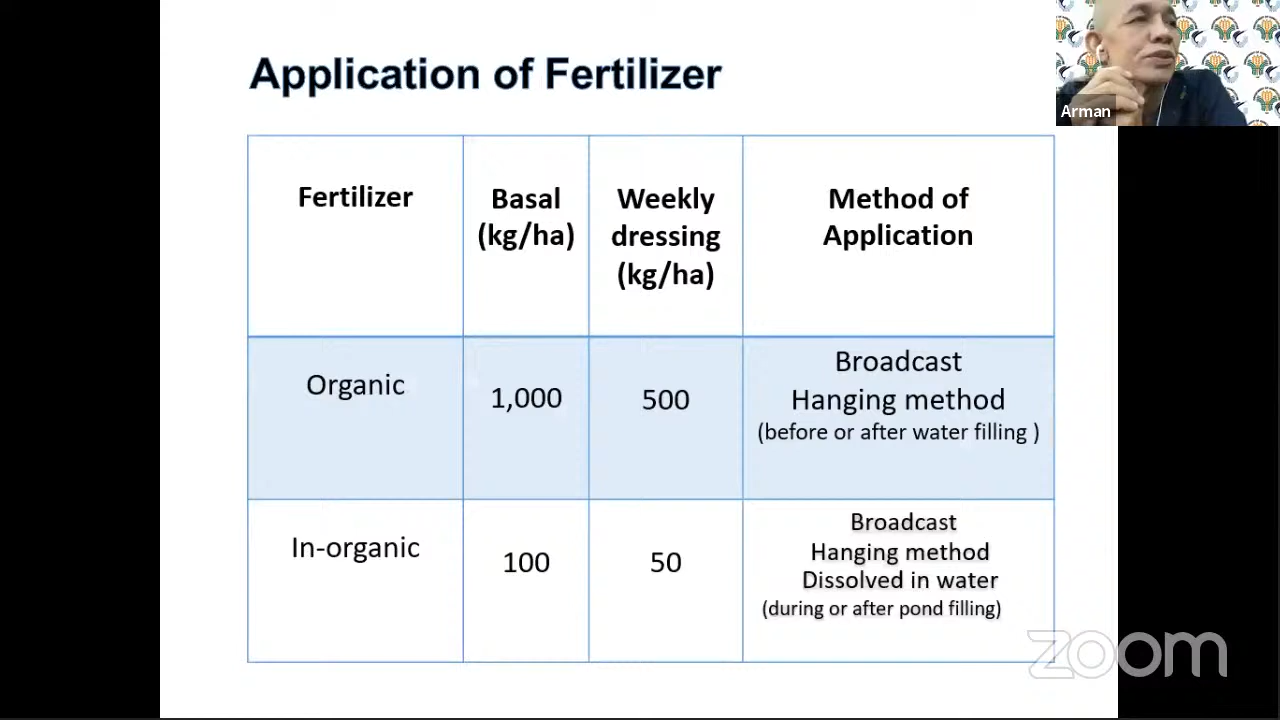 Application of Fertilizer
Arman
Fertilizer
Basal
(kg/ha)
Weekly
dressing
(kg/ha)
Method of
Application
Organic
1,000
500
Broadcast
Hanging method
(before or after water filling )
In-organic
100
50
Broadcast
Hanging method
Dissolved in water
(during or after pond filling)
zoom